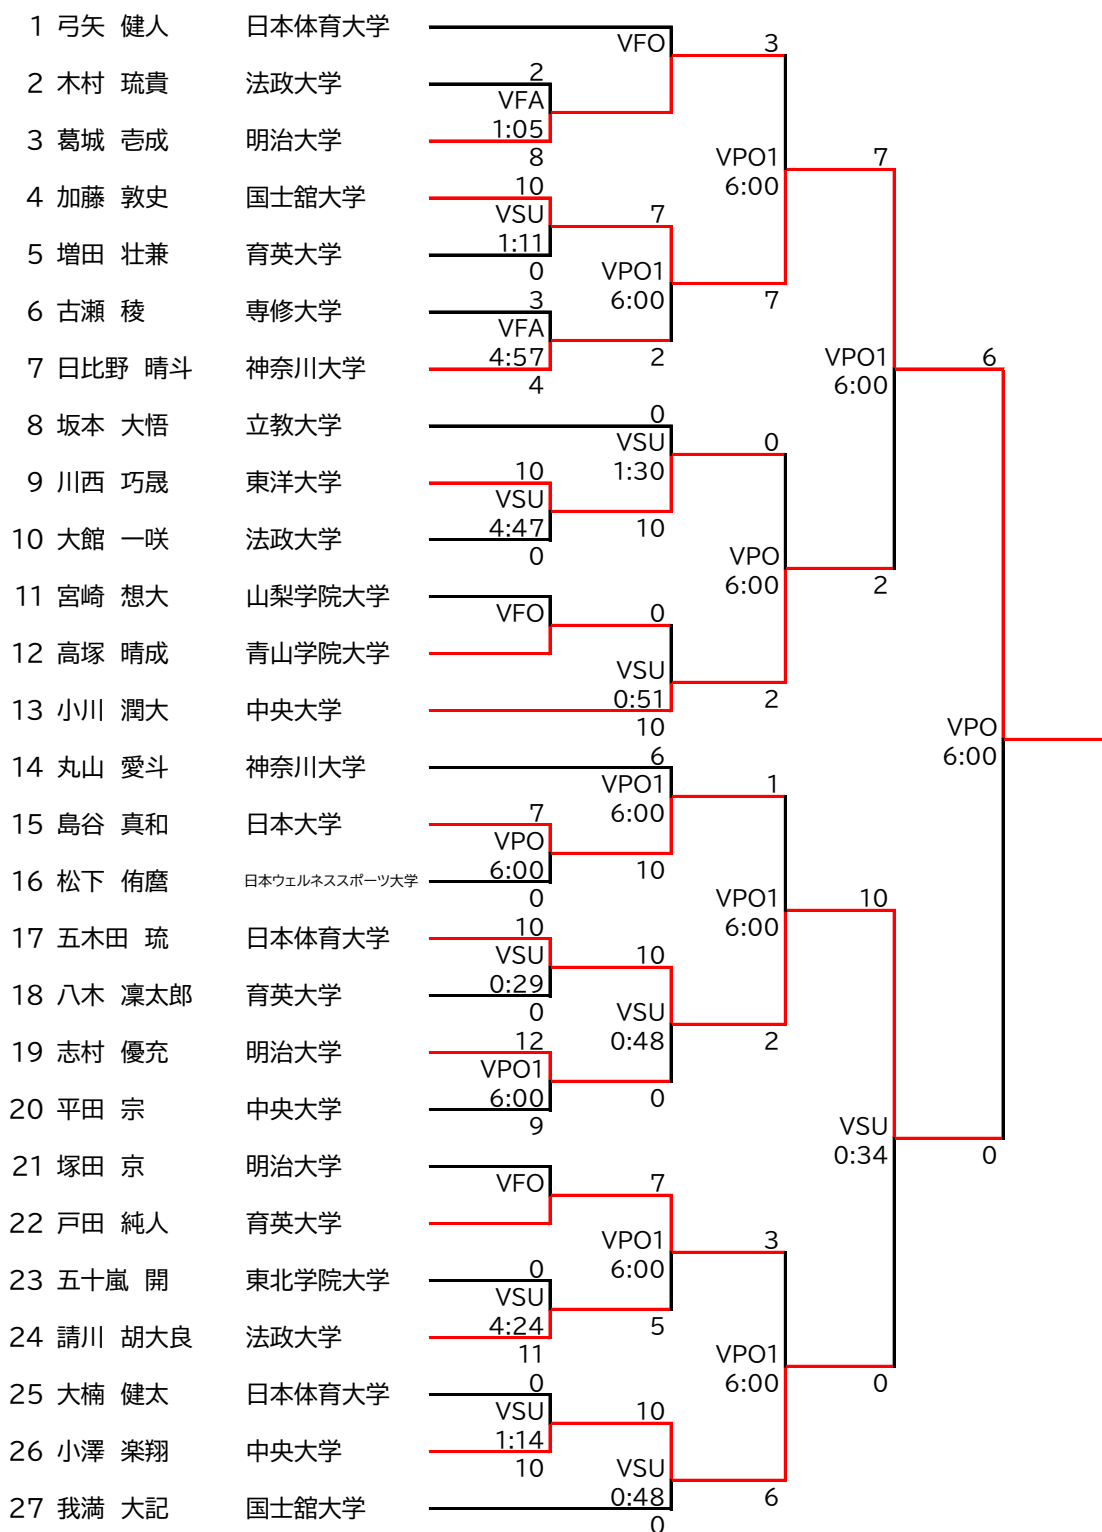 1 弓矢 健人 日本体育大学
VFO 3
2 木村 琉貴 法政大学 2
VFA
1:05
3 葛城 壱成 明治大学
8 VPO1 7
6:00
4 加藤 敦史 国士舘大学 10
VSU 7
1:11
5 増田 壮兼 育英大学
0 VPO1
6:00 7
6 古瀬 稜 専修大学 3
VFA
4:57 2 VPO1 6
6:00
7 日比野 晴斗 神奈川大学
4
8 坂本 大悟 立教大学 0
VSU 0
1:30
9 川西 巧晟 東洋大学 10
VSU
4:47 10
10 大館 一咲 法政大学
0 VPO
6:00 2
11 宮崎 想大 山梨学院大学
VFO 0
12 高塚 晴成 青山学院大学
VSU
0:51 2
13 小川 潤大 中央大学
10 VPO
6:00
14 丸山 愛斗 神奈川大学 6
VPO1 1
6:00
15 島谷 真和 日本大学 7
VPO
6:00 10
16 松下 侑磨 日本ウェルネススポーツ大学
0 VPO1 10
6:00
17 五木田 琉 日本体育大学 10
VSU 10
0:29
18 八木 凜太郎 育英大学
0 VSU
0:48 2
19 志村 優充 明治大学 12
VPO1
6:00 0
20 平田 宗 中央大学
9 VSU
0:34 0
21 塚田 京 明治大学
VFO 7
22 戸田 純人 育英大学
VPO1 3
6:00
23 五十嵐 開 東北学院大学 0
VSU
4:24 5
24 請川 胡大良 法政大学
11 VPO1
6:00 0
25 大楠 健太 日本体育大学 0
VSU 10
1:14
26 小澤 楽翔 中央大学
10 VSU
0:48 6
27 我満 大記 国士舘大学
0